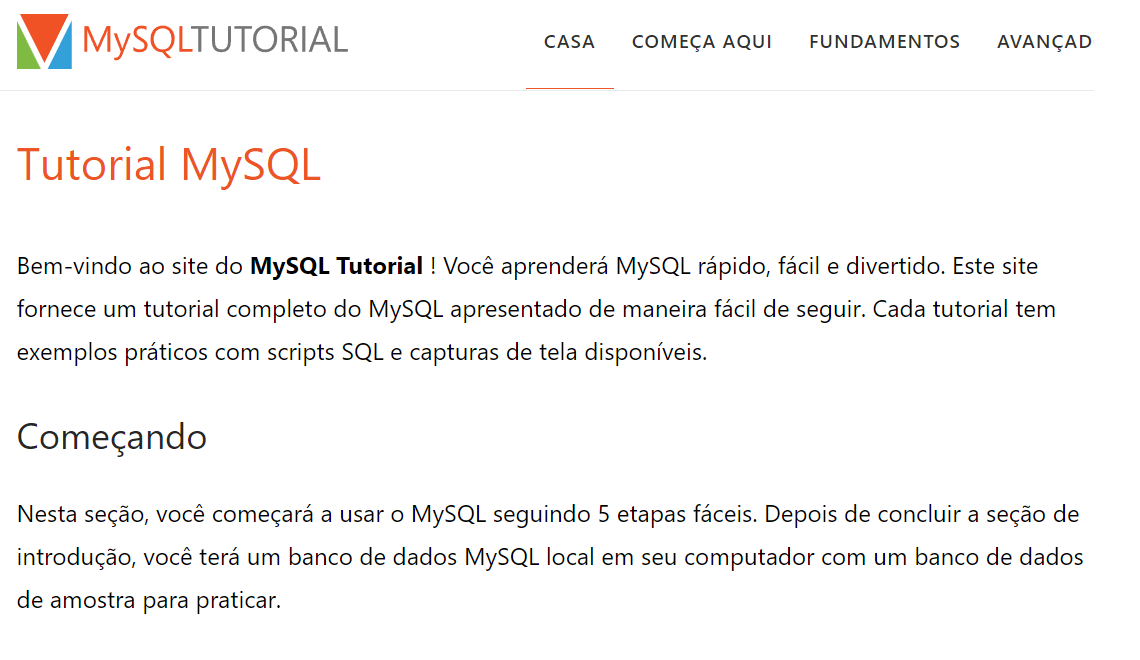 MySQLTUTORIAL
CASA COMEÇA AQUI FUNDAMENTOS AVANÇAD
Tutorial MySQL
Bem-vindo ao site do MySQL Tutorial ! Você aprenderá MySQL rápido, fácil e divertido. Este site
fornece um tutorial completo do MySQL apresentado de maneira fácil de seguir. Cada tutorial tem
exemplos práticos com scripts SQL e capturas de tela disponíveis.
Começando
Nesta seção, você começará a usar o MySQL seguindo 5 etapas fáceis. Depois de concluir a seção de
introdução, você terá um banco de dados MySQL local em seu computador com um banco de dados
de amostra para praticar.